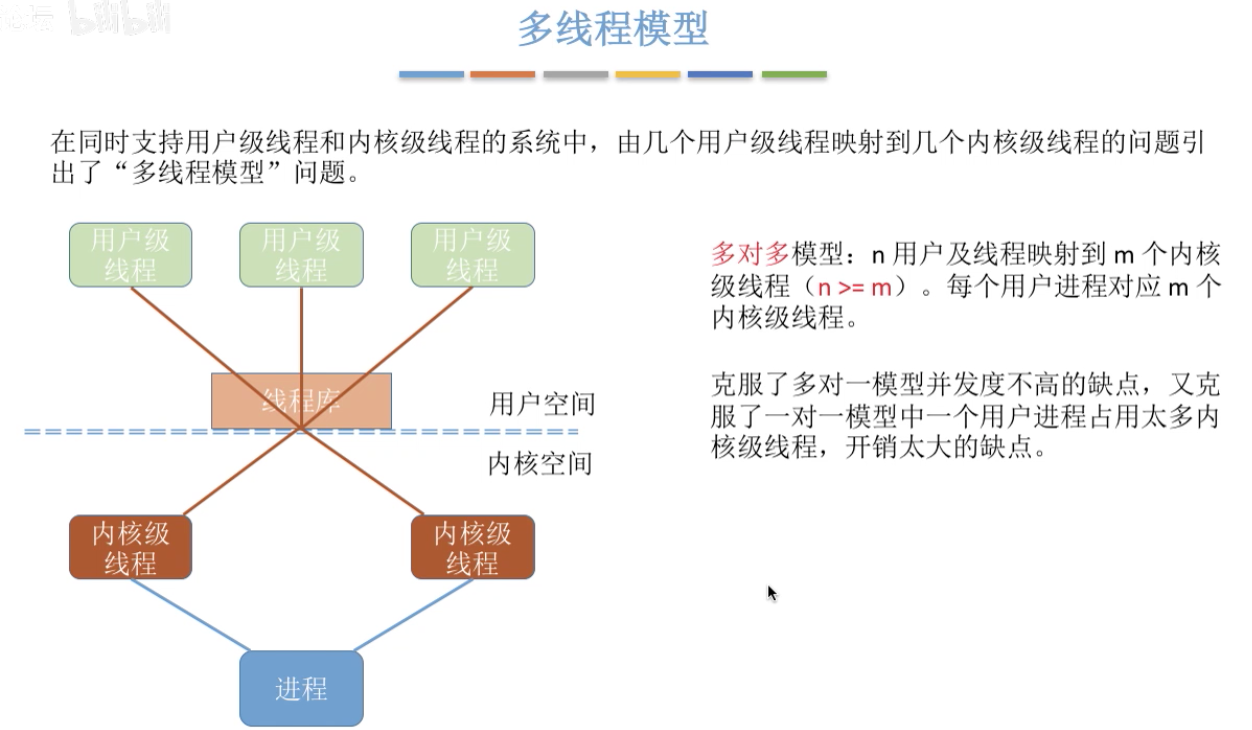 bilibili
多线程模型
在同时支持用户级线程和内核级线程的系统中，由几个用户级线程映射到几个内核级线程的问题引
出了“多线程模型”问题。
用户级
线程
用户级
线程
用户级
线程
多对多模型：n 用户及线程映射到 m 个内核
级线程（n >= m）。每个用户进程对应 m 个
内核级线程。
克服了多对一模型并发度不高的缺点，又克
服了一对一模型中一个用户进程占用太多内
核级线程，开销太大的缺点。
线程库
用户空间
内核空间
内核级
线程
内核级
线程
进程